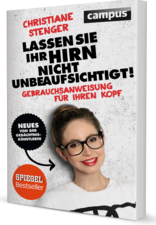 campus
CHRISTIANE
STENGER
LASSEN SIE
IHR HIRN
NICHT
UNBEAUFSICHTIGT!
GEBRAUCHSANWEISUNG
FÜR IHREN KOPF
NEUES
VON DER
GEDÄCHTNIS-
KÜNSTLERIN
SPIEGEL
Bestseller